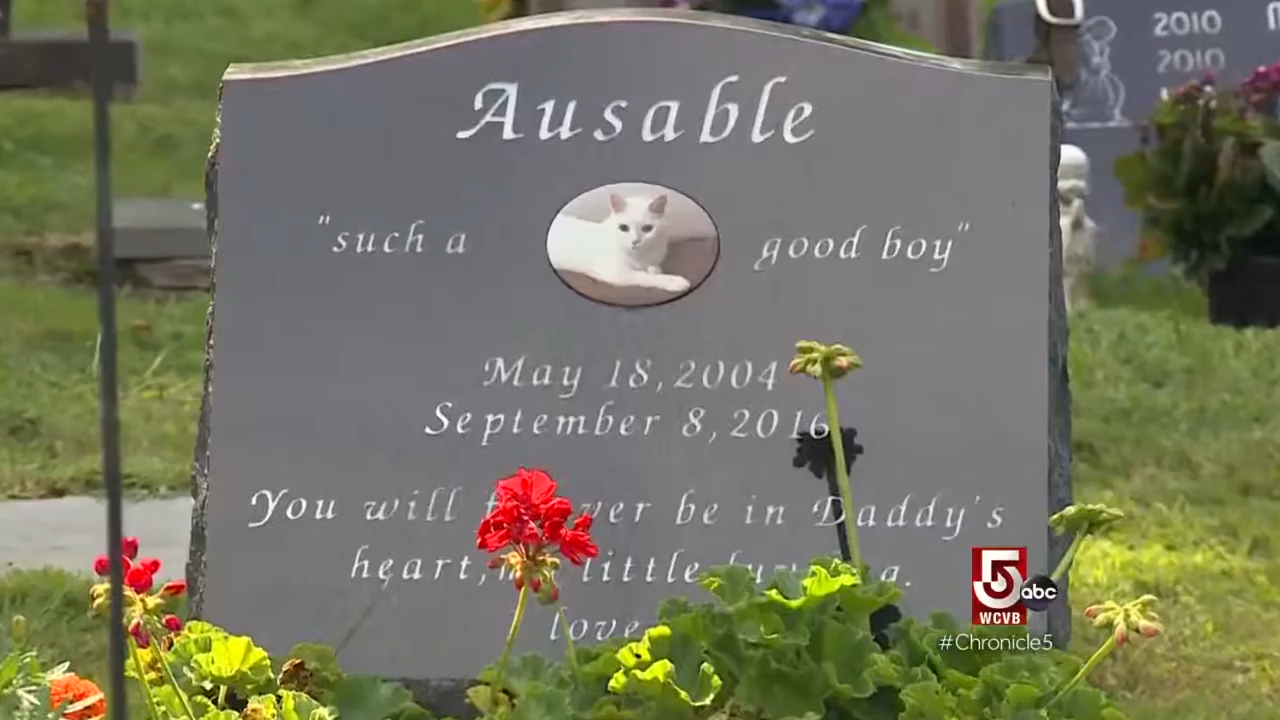 2010
2010
Ausable
"such a good boy"
May 18, 2004
September 8, 2016
You will be in Daddy's
heart, little
love
5
abc
WCVB
#Chronicle5